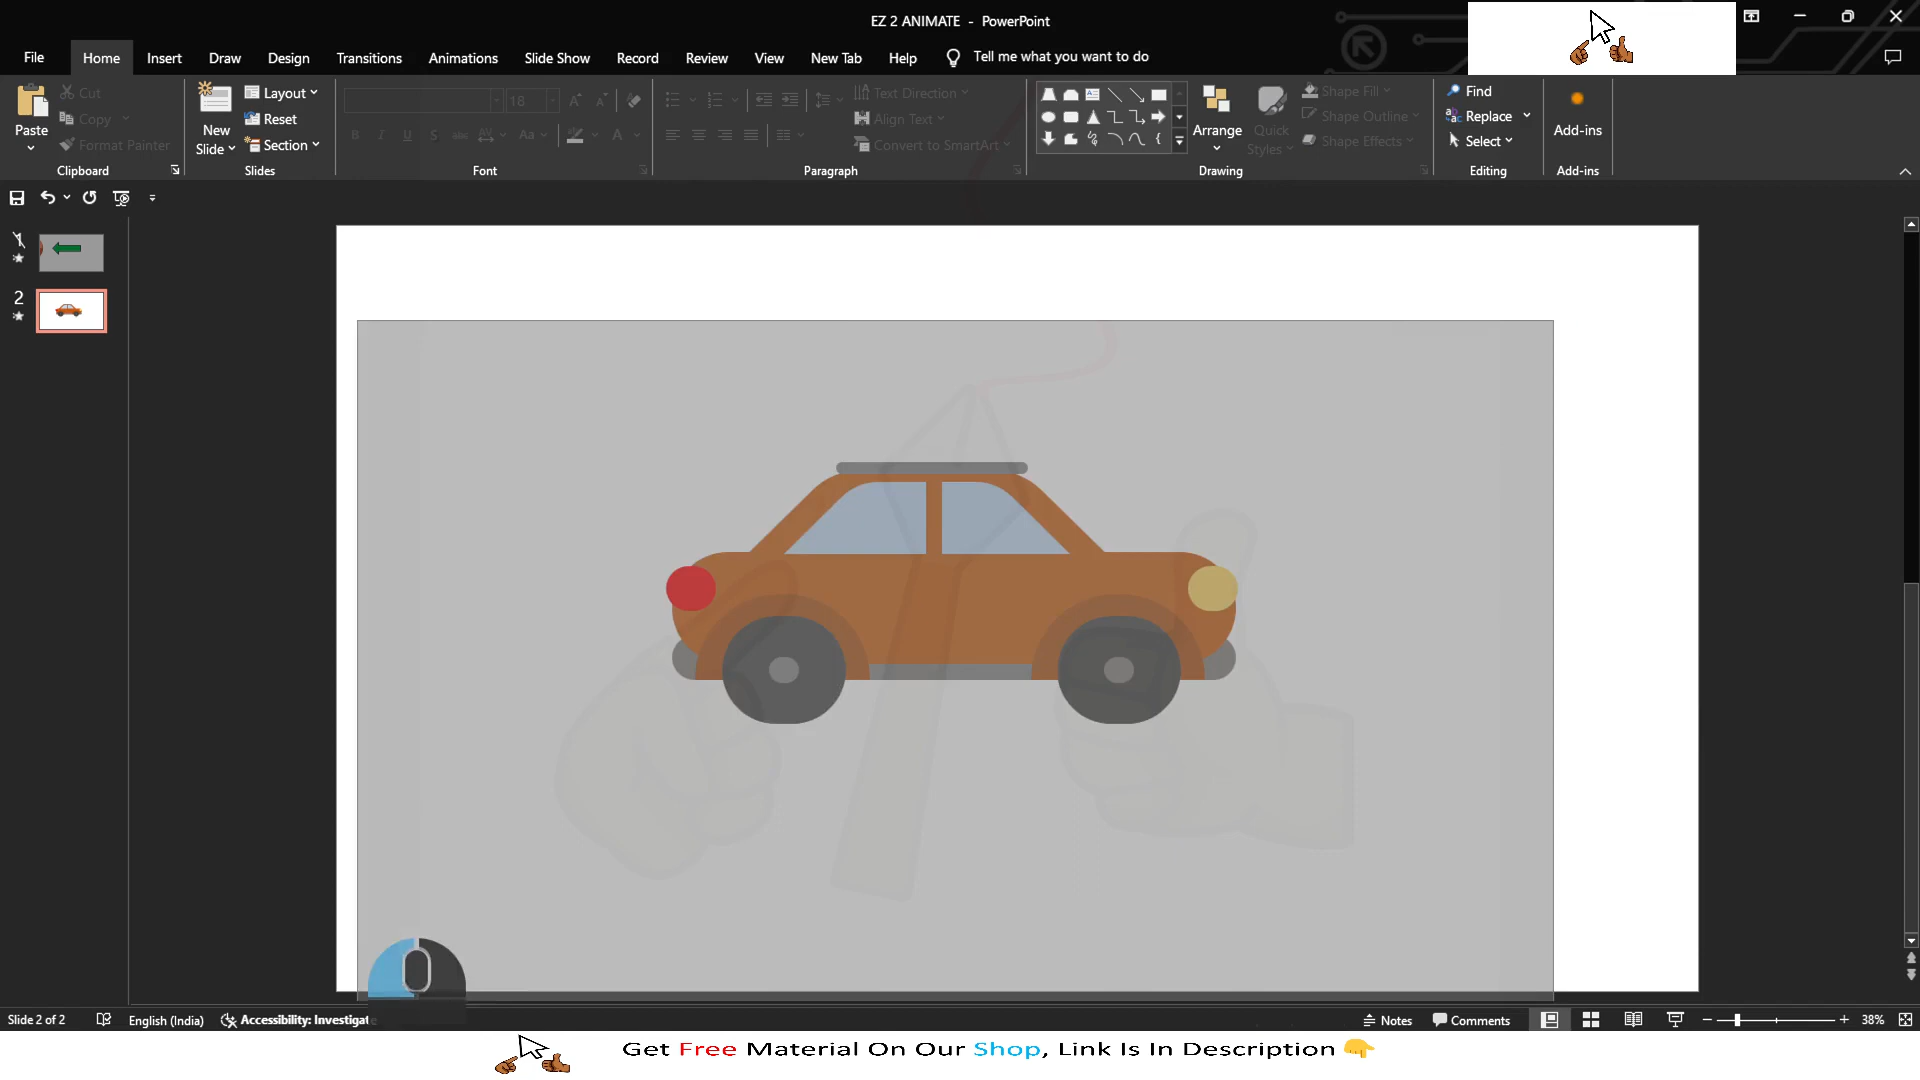 EZ 2 ANIMATE - PowerPoint
File Home Insert Draw Design Transitions Animations Slide Show Record Review View New Tab Help Tell me what you want to do
Paste
Cut
Copy
Format Painter
Clipboard
New Slide
Layout
Reset
Section
Slides
18
Font
Text Direction
Align Text
Convert to SmartArt
Paragraph
Arrange
Quick Styles
Shape Fill
Shape Outline
Shape Effects
Drawing
Find
Replace
Select
Editing
Add-ins
Add-ins
1
2
Slide 2 of 2 English (India) Accessibility: Investigate Notes Comments 38%
Get Free Material On Our Shop, Link Is In Description